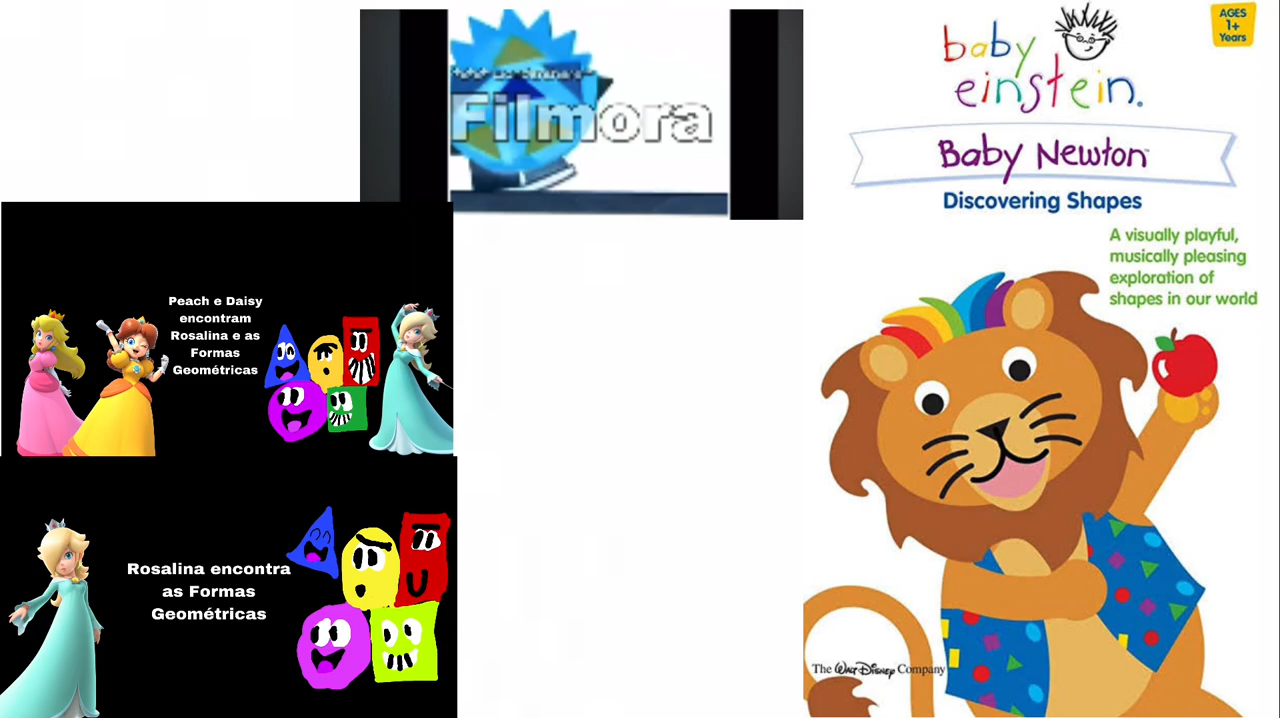 Filmora
Peach e Daisy
encontram
Rosalina e as
Formas
Geométricas
Rosalina encontra
as Formas
Geométricas
AGES
1+
Years
baby
einstein.
Baby Newton™
Discovering Shapes
A visually playful,
musically pleasing
exploration of
shapes in our world
The WALT DISNEY Company